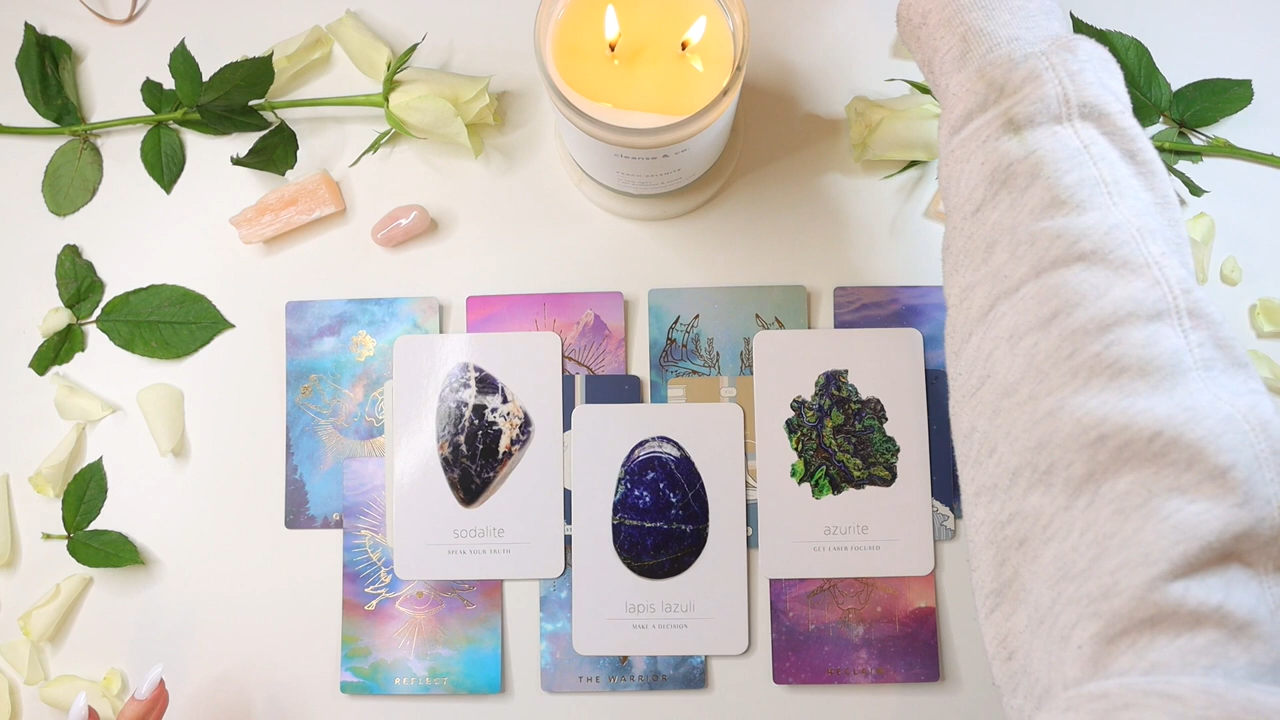 cleanse & co.
sodalite
SPEAK YOUR TRUTH
azurite
GET LASER FOCUSED
lapis lazuli
MAKE A DECISION
REFLECT
THE WARRIOR